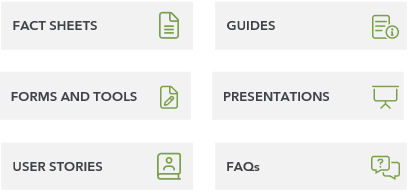 FACT SHEETS
GUIDES
FORMS AND TOOLS
PRESENTATIONS
USER STORIES
FAQs